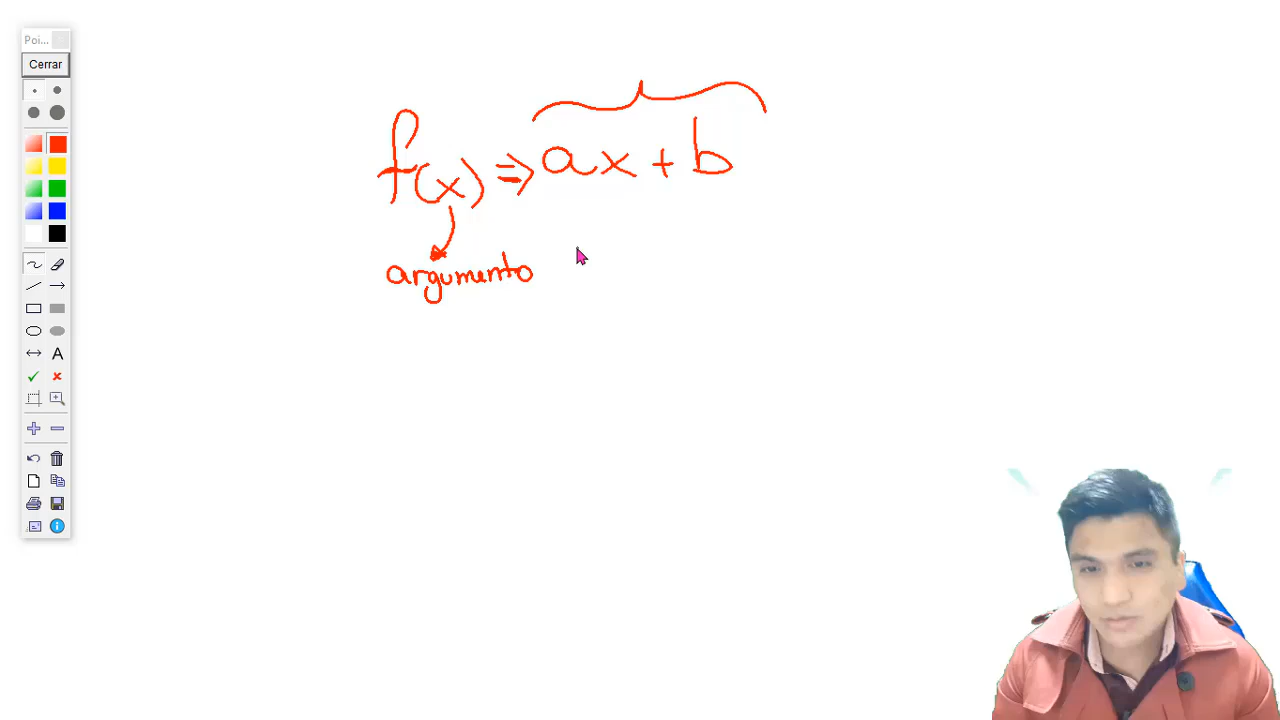 Poi...
Cerrar
f(x) ⇒ ax + b
argumento
A